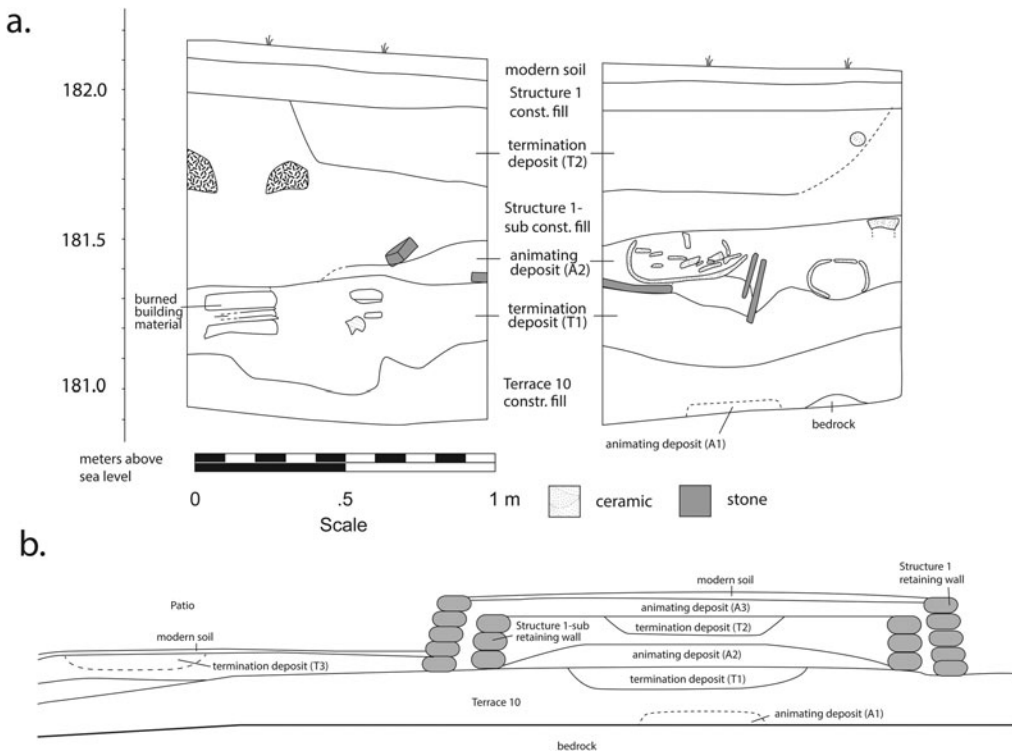 a.
182.0
181.5
181.0
meters above
sea level
modern soil
Structure 1
const. fill
termination
deposit (T2)
Structure 1-
sub const. fill
animating
deposit (A2)
termination
deposit (T1)
Terrace 10
constr. fill
burned
building
material
animating deposit (A1)
bedrock
0
.5
1 m
Scale
ceramic
stone
b.
Patio
modern soil
termination deposit (T3)
Structure 1-sub
retaining wall
modern soil
Structure 1
retaining wall
animating deposit (A3)
termination deposit (T2)
animating deposit (A2)
termination deposit (T1)
Terrace 10
animating deposit (A1)
bedrock